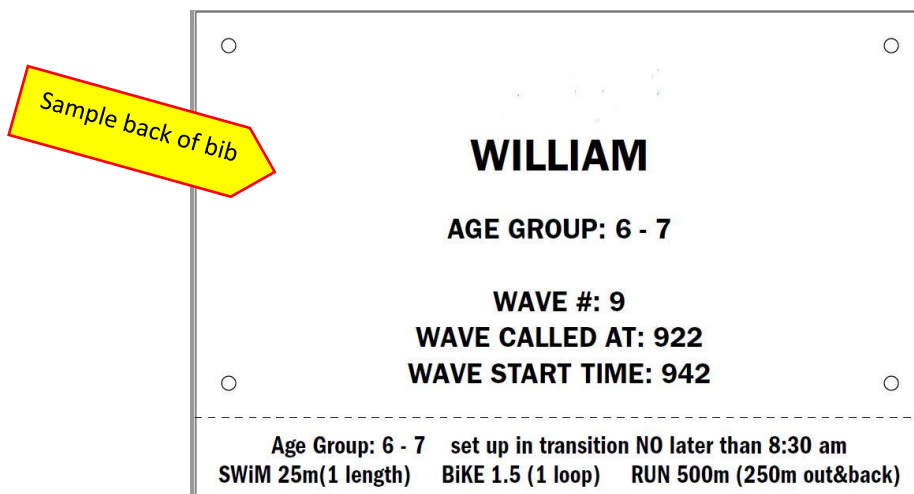 Sample back of bib
WILLIAM
AGE GROUP: 6 - 7
WAVE #: 9
WAVE CALLED AT: 922
WAVE START TIME: 942
Age Group: 6 - 7 set up in transition NO later than 8:30 am
SWiM 25m(1 length) BiKE 1.5 (1 loop) RUN 500m (250m out&back)